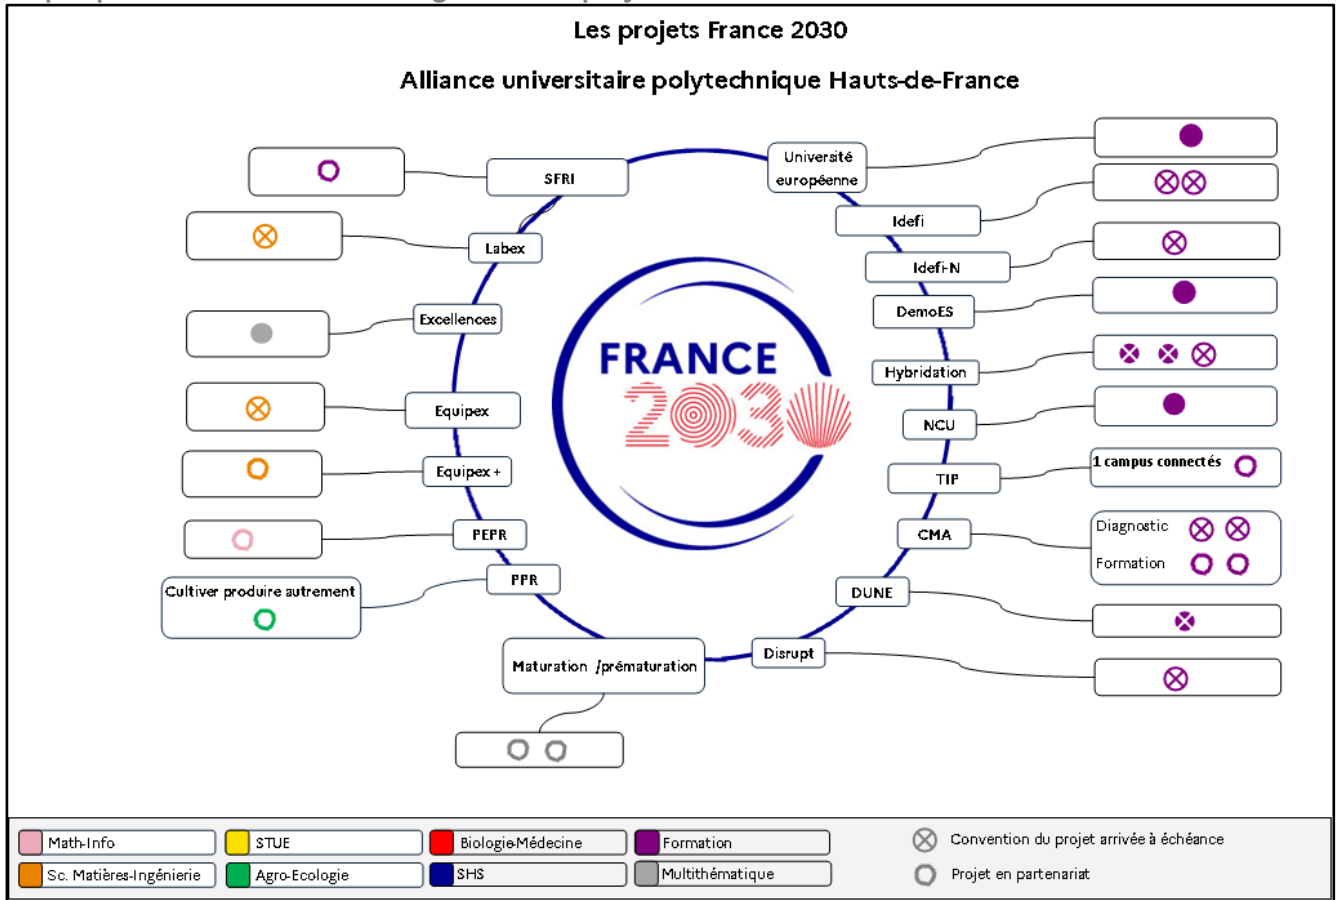 Les projets France 2030
Alliance universitaire polytechnique Hauts-de-France
SFRI
Université
européenne
Labex
Idefi
Idefi-N
Excellences
DemoES
FRANCE
2030
Hybridation
Equipex
NCU
Equipex +
TIP
1 campus connectés
PEPR
CMA
Diagnostic
Formation
PPR
Cultiver produire autrement
DUNE
Maturation /prématuration
Disrupt
Math-Info
STUE
Biologie-Médecine
Formation
Convention du projet arrivée à échéance
Sc. Matières-Ingénierie
Agro-Ecologie
SHS
Multithématique
Projet en partenariat